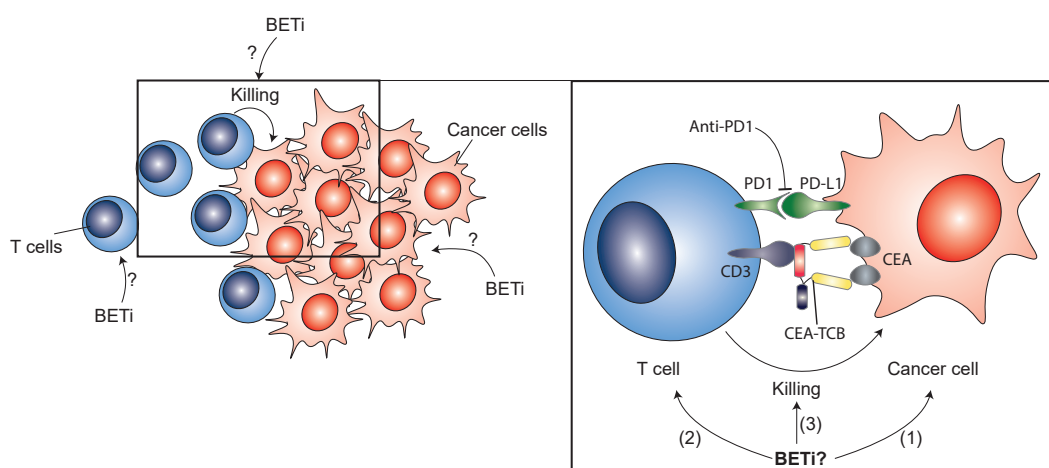 BETi
?
Killing
Cancer cells
T cells
?
BETi
?
BETi
Anti-PD1
PD1
PD-L1
CD3
CEA
CEA-TCB
T cell
Killing
Cancer cell
(2)
(3)
(1)
BETi?